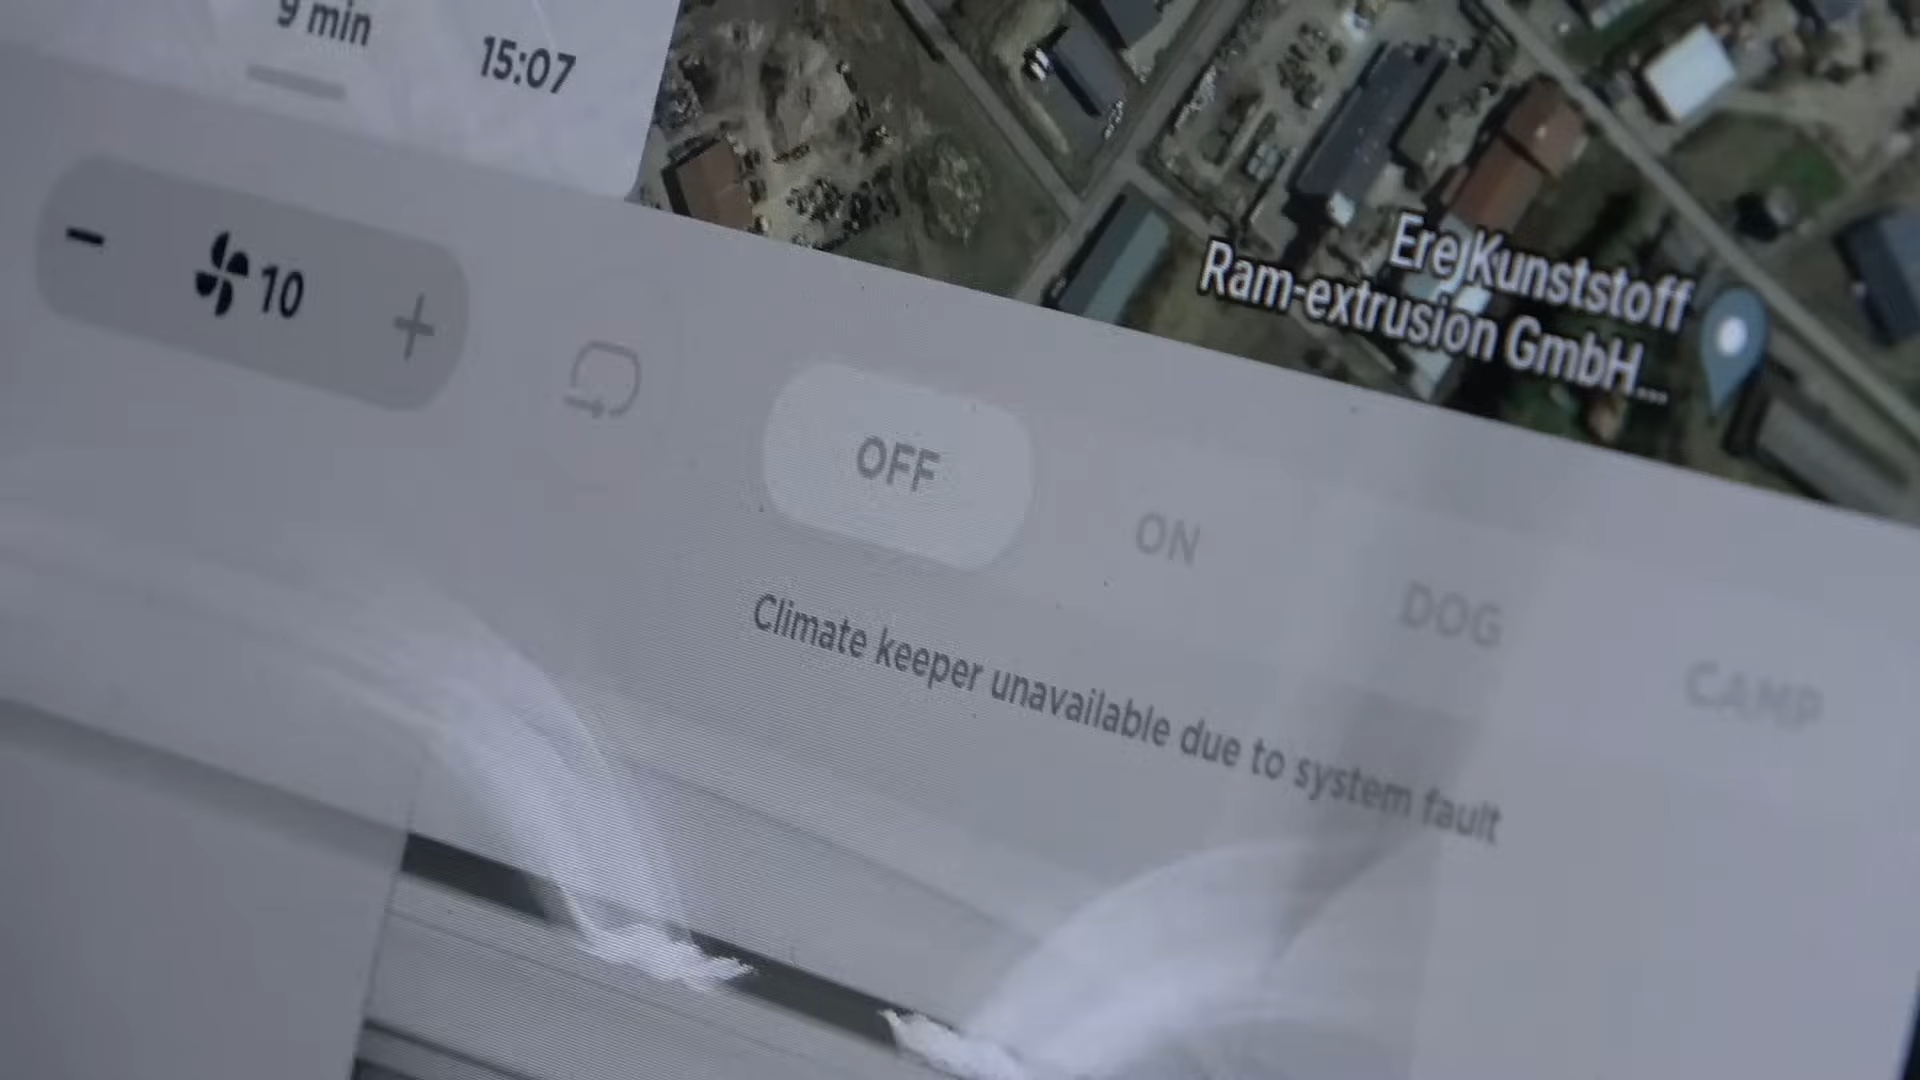 9 min
15:07
- 10 +
Ere Kunststoff
Ram-extrusion GmbH...
OFF
ON
DOG
CAMP
Climate keeper unavailable due to system fault